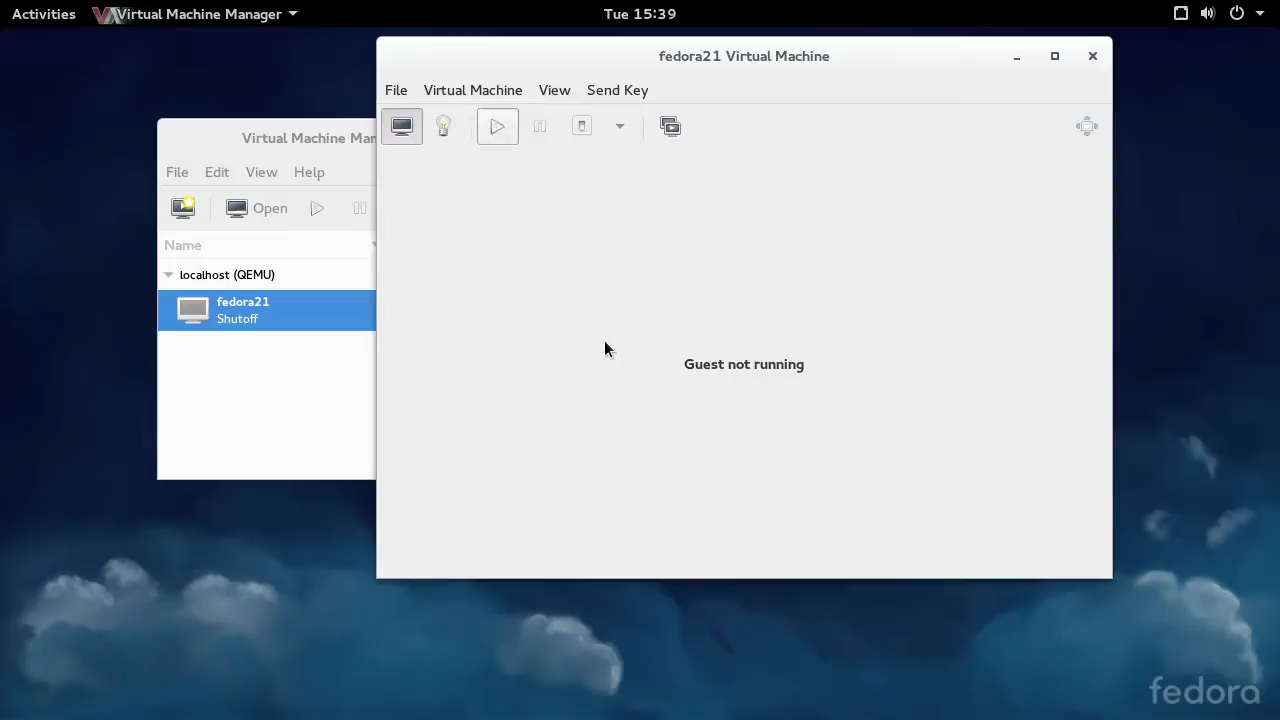 Activities Virtual Machine Manager Tue 15:39
fedora21 Virtual Machine
File Virtual Machine View Send Key
Virtual Machine Man
File Edit View Help
Open
Name
localhost (QEMU)
fedora21
Shutoff
Guest not running
fedora